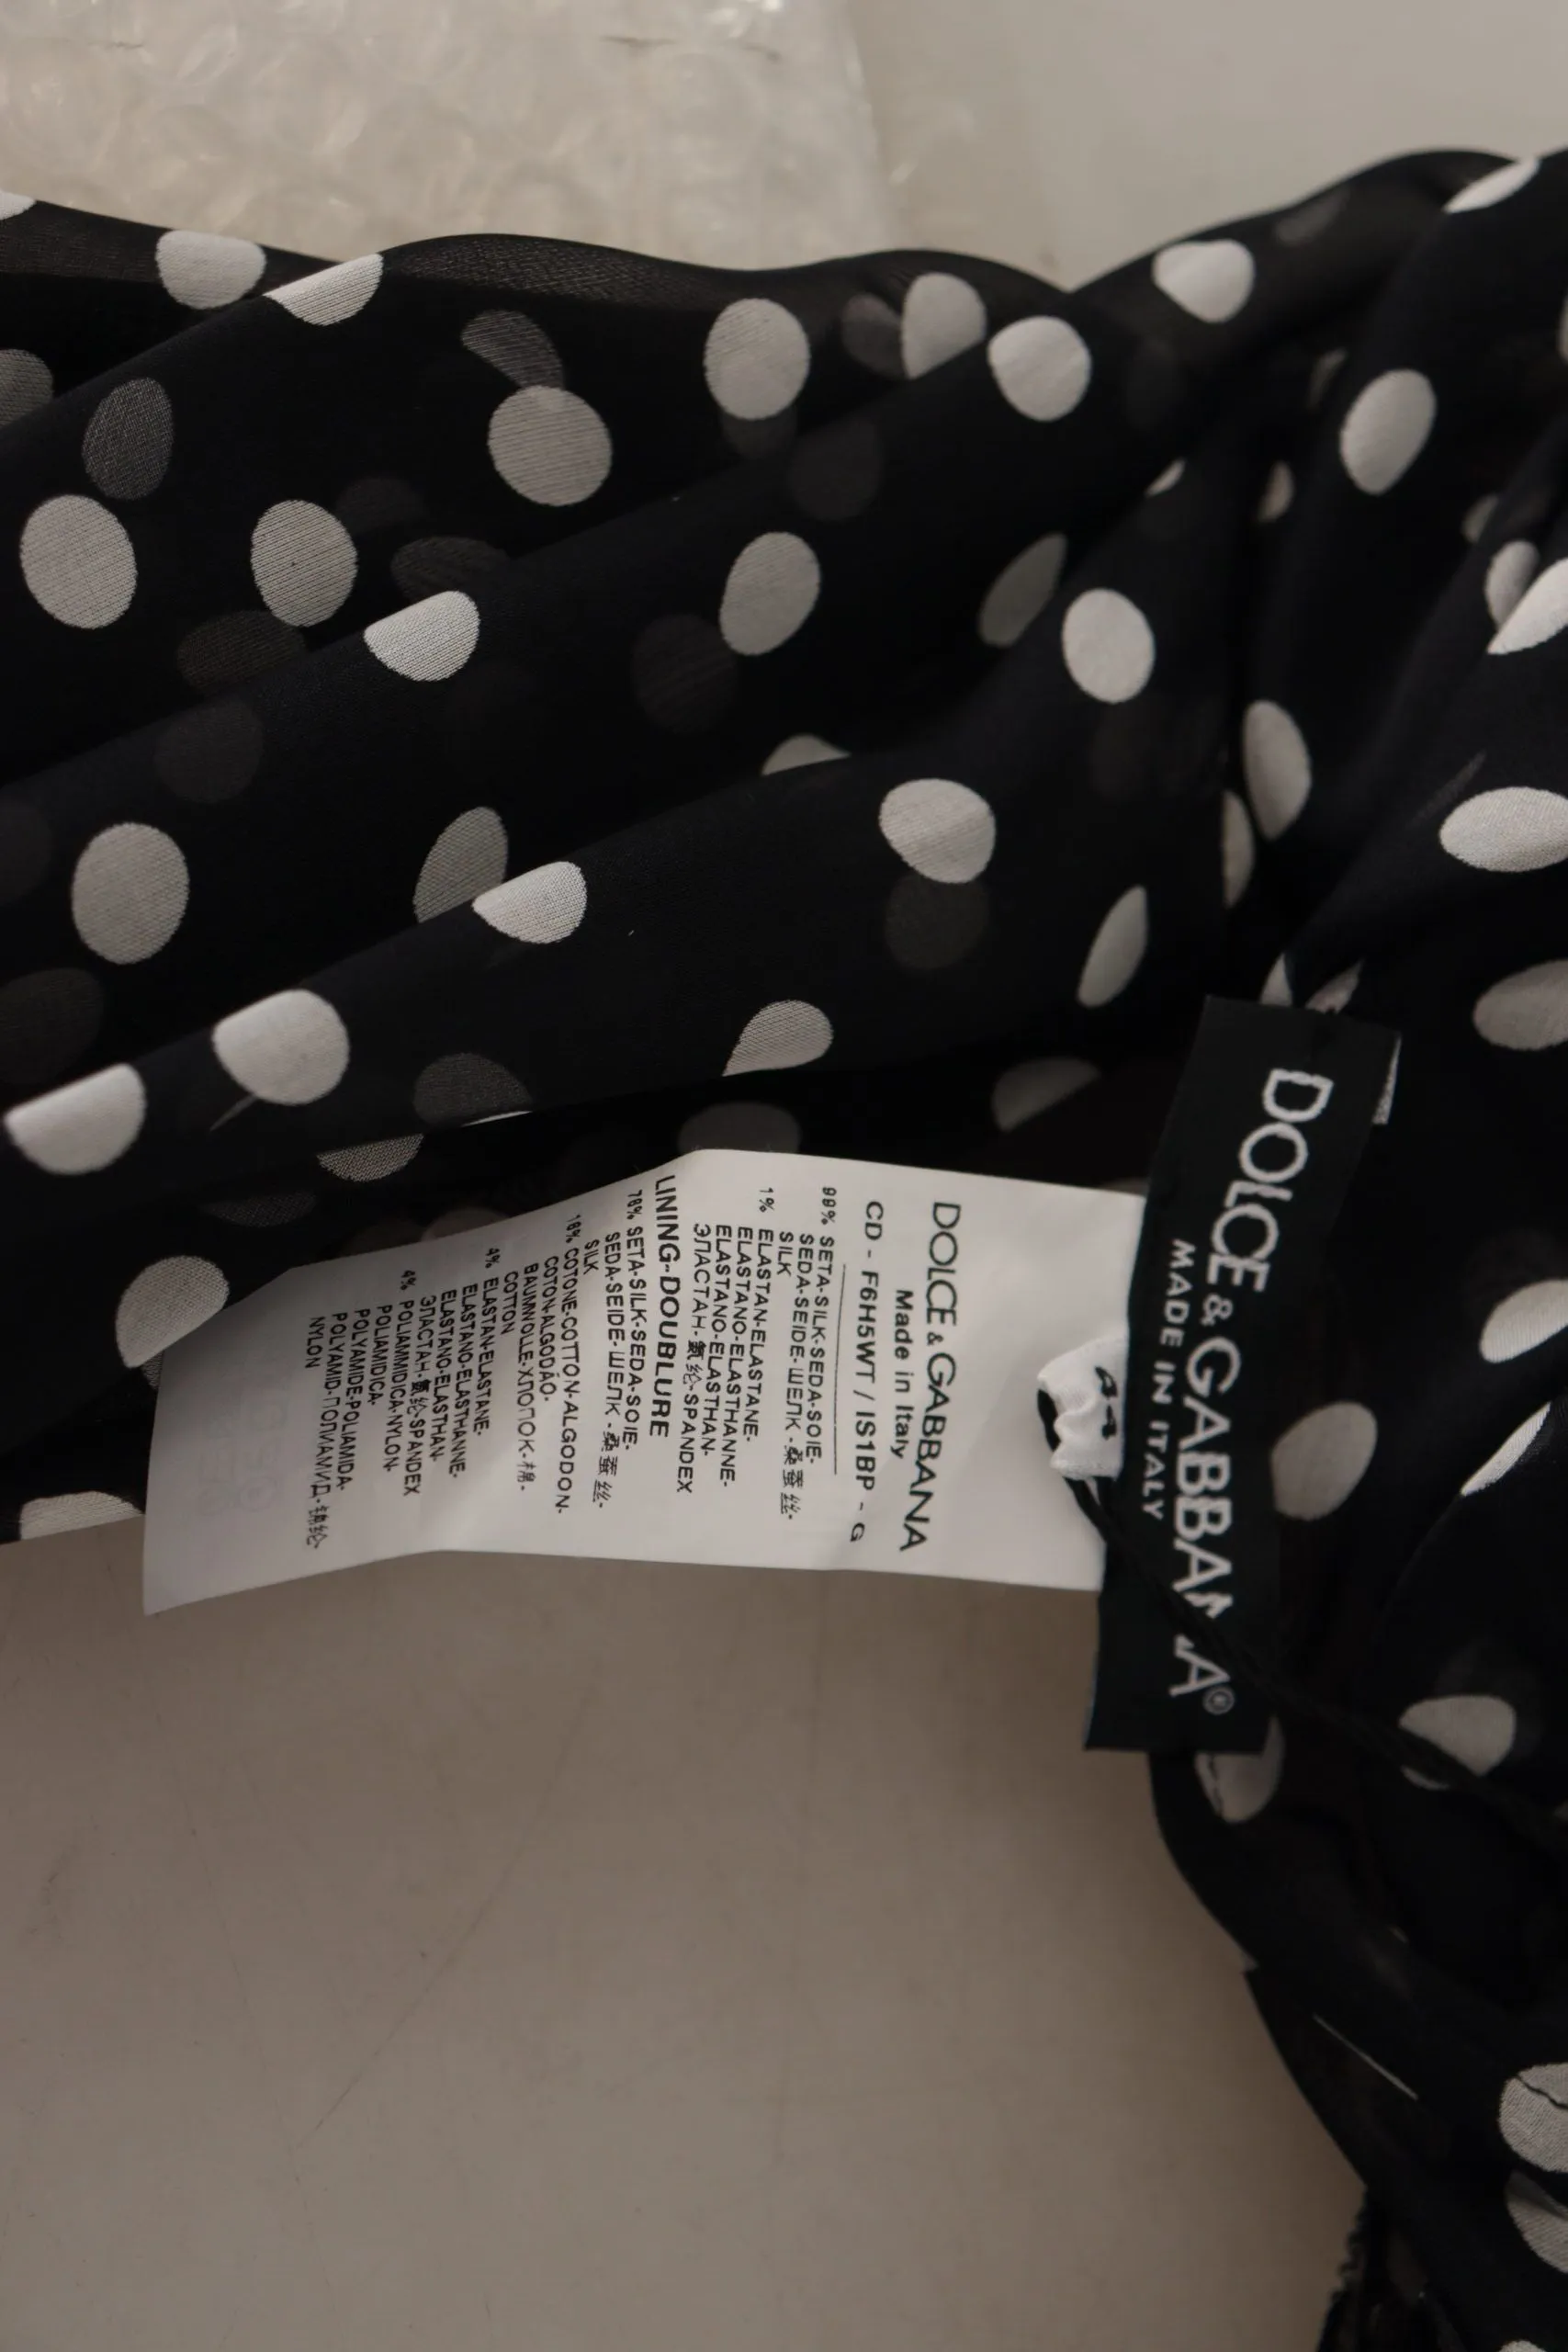 DOLCE & GABBANA®
MADE IN ITALY
44
DOLCE & GABBANA
Made in Italy
CD - F6H5WT / IS1BP - G
99% SETA-SILK-SEDA-SOIE-
SEDA-SEIDE-ШЕЛК-桑蚕丝-
SILK
1% ELASTAN-ELASTANE-
ELASTANO-ELASTHANNE-
ELASTANO-ELASTHAN-
ЭЛАСТАН-氨纶-SPANDEX
LINING-DOUBLURE
78% SETA-SILK-SEDA-SOIE-
SEDA-SEIDE-ШЕЛК-桑蚕丝-
SILK
COTONE-COTTON-ALGODON-
COTON-ALGODÃO-
BAUMWOLLE-ХЛОПОК-棉-
COTTON
4% ELASTAN-ELASTANE-
ELASTANO-ELASTHANNE-
ELASTANO-ELASTHAN-
ЭЛАСТАН-氨纶-SPANDEX
4% POLIAMMIDICA-NYLON-
POLIAMIDICA-
POLYAMIDE-POLIAMIDA-
POLYAMID-ПОЛИАМИД-锦纶-
NYLON